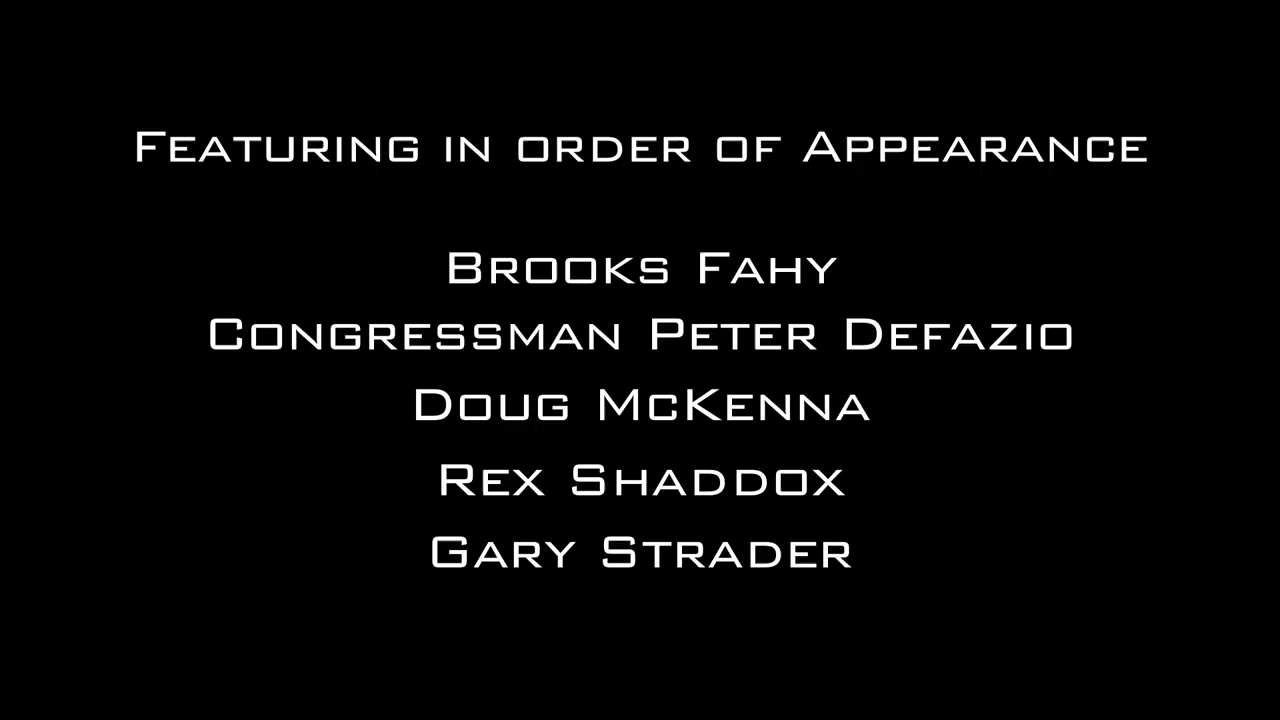 Featuring in order of Appearance
Brooks Fahy
Congressman Peter Defazio
Doug McKenna
Rex Shaddox
Gary Strader